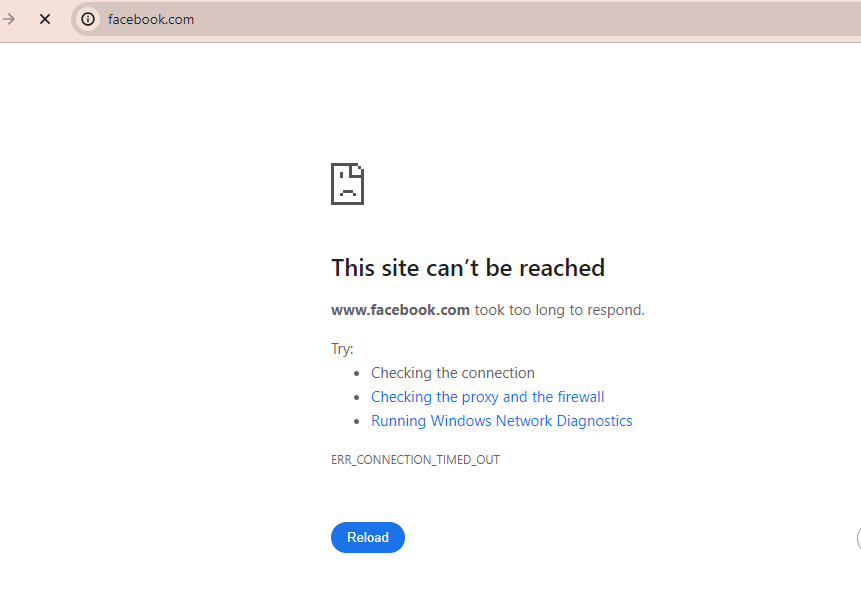 facebook.com
This site can’t be reached
www.facebook.com took too long to respond.
Try:
Checking the connection
Checking the proxy and the firewall
Running Windows Network Diagnostics
ERR_CONNECTION_TIMED_OUT
Reload